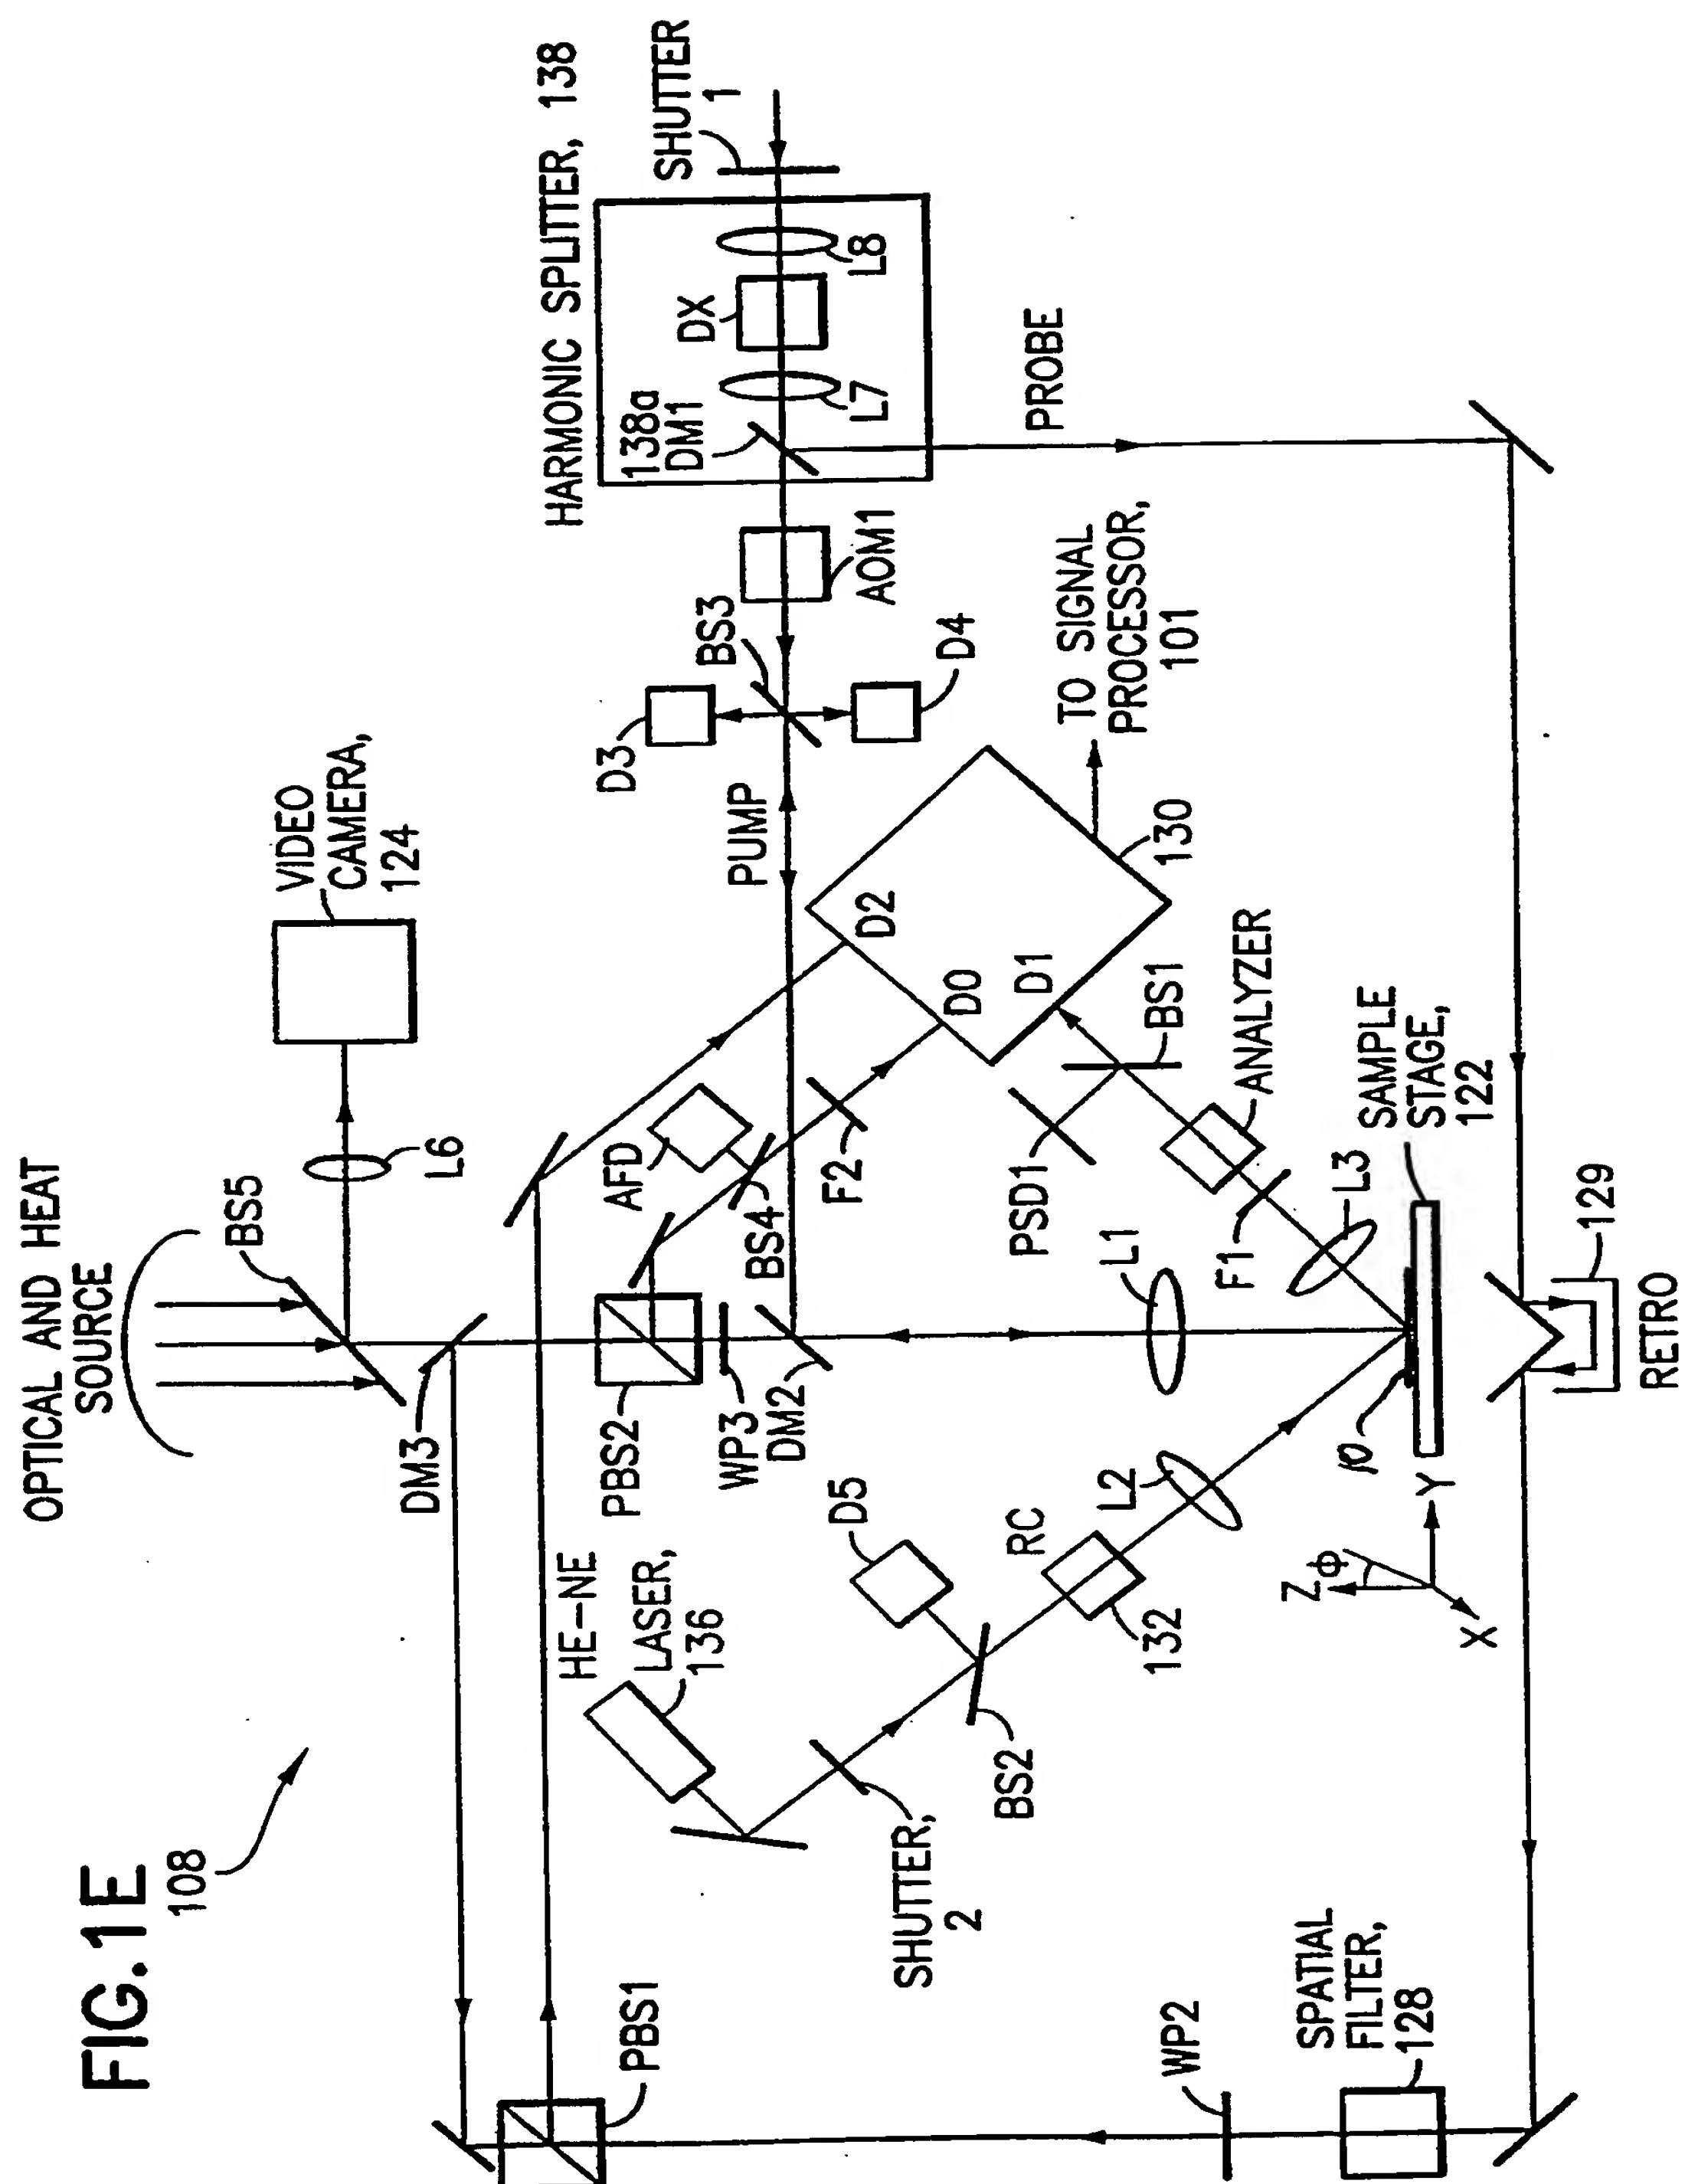 FIG.1E
108
OPTICAL AND HEAT
SOURCE
BS5
VIDEO
CAMERA,
124
L6
DM3
HARMONIC SPLITTER, 138
SHUTTER
1
138a
DM1
DX
L7
L8
AOM1
BS3
D3
D4
PUMP
PROBE
PBS1
PBS2
WP3
DM2
AFD
BS4
F2
D2
D0
D1
130
TO SIGNAL
PROCESSOR,
101
HE-NE
LASER,
136
SHUTTER,
2
D5
BS2
RC
132
L2
L1
L3
F1
PSD1
BS1
ANALYZER
SAMPLE
STAGE,
122
10
Z
Φ
Y
X
WP2
SPATIAL
FILTER,
128
129
RETRO